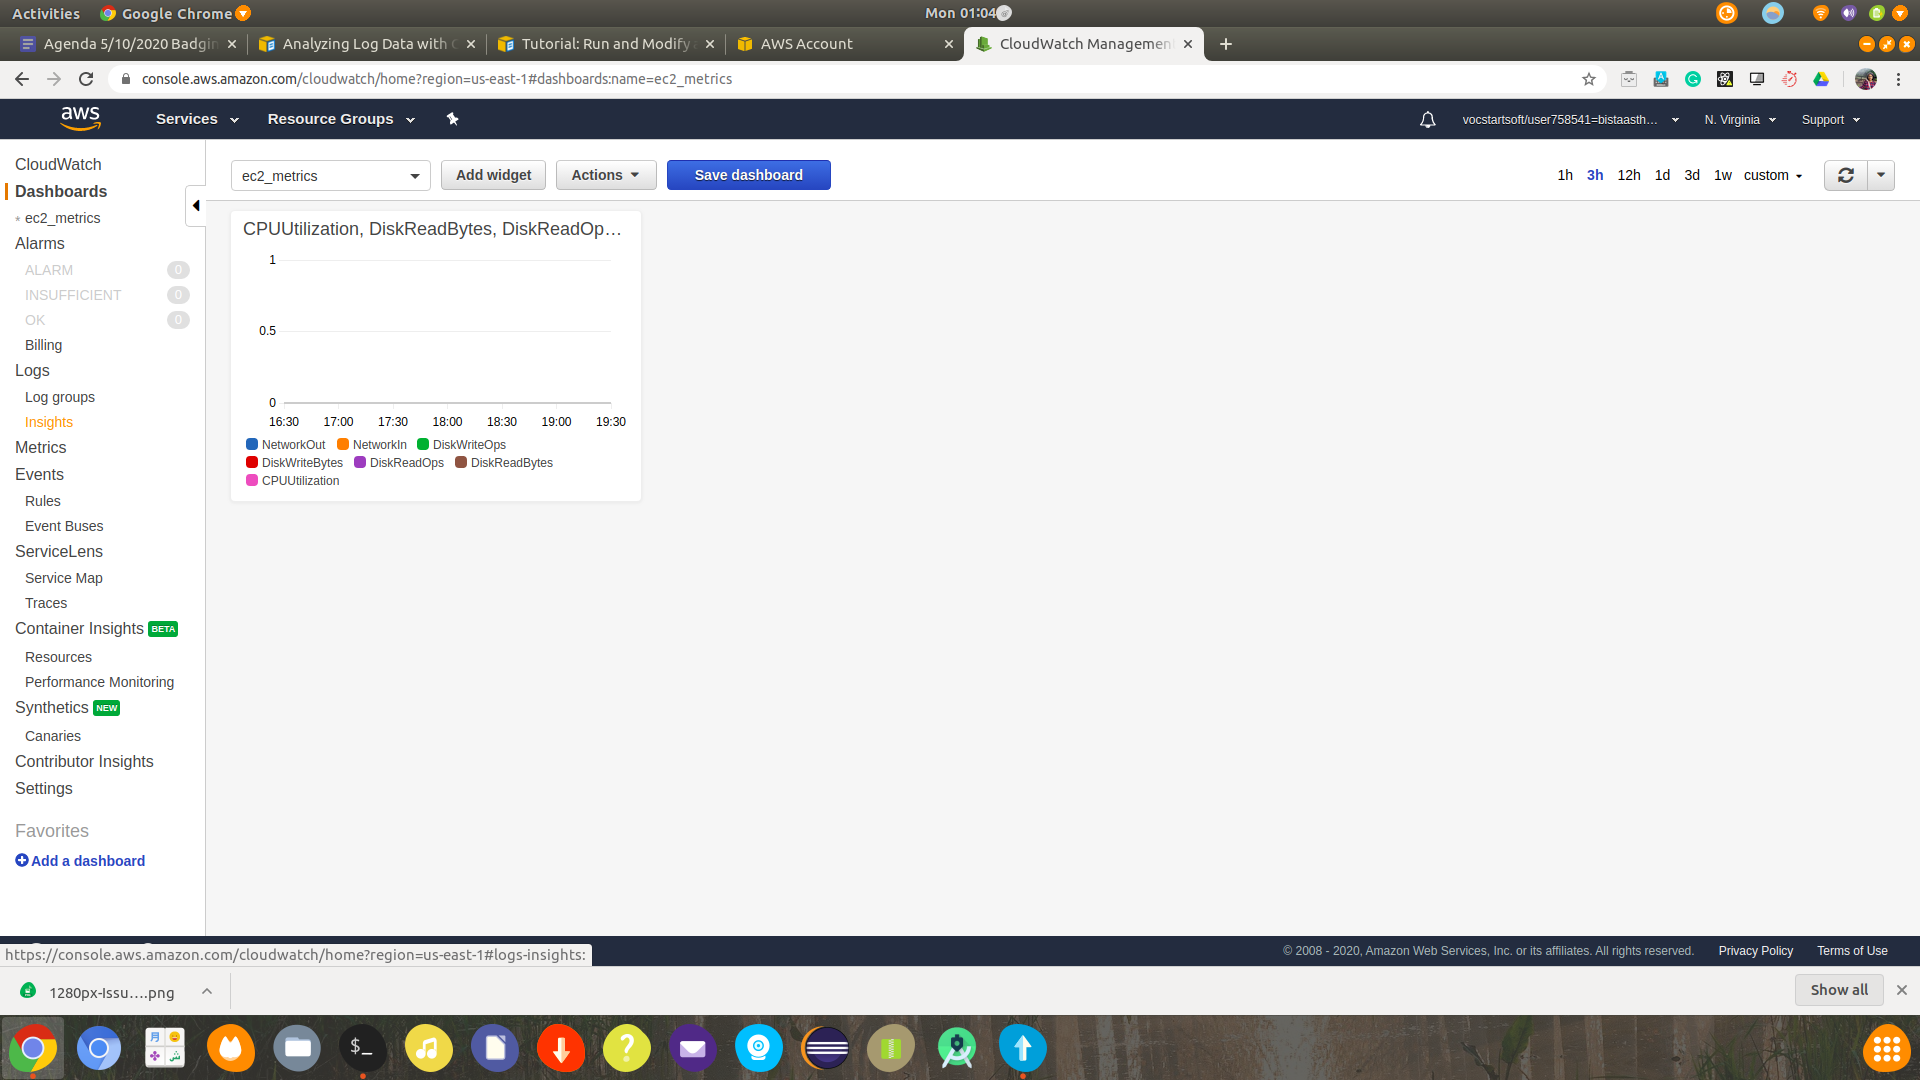 Activities
Google Chrome
Mon 01:04
Agenda 5/10/2020 Badgin
Analyzing Log Data with C
Tutorial: Run and Modify
AWS Account
CloudWatch Management
console.aws.amazon.com/cloudwatch/home?region=us-east-1#dashboards:name=ec2_metrics
aws
Services
Resource Groups
vocstartsoft/user758541=bistaasth...
N. Virginia
Support
CloudWatch
Dashboards
ec2_metrics
Alarms
ALARM 0
INSUFFICIENT 0
OK 0
Billing
Logs
Log groups
Insights
Metrics
Events
Rules
Event Buses
ServiceLens
Service Map
Traces
Container Insights BETA
Resources
Performance Monitoring
Synthetics NEW
Canaries
Contributor Insights
Settings
Favorites
Add a dashboard
ec2_metrics
Add widget
Actions
Save dashboard
1h 3h 12h 1d 3d 1w custom
CPUUtilization, DiskReadBytes, DiskReadOp...
1
0.5
0
16:30 17:00 17:30 18:00 18:30 19:00 19:30
NetworkOut NetworkIn DiskWriteOps
DiskWriteBytes DiskReadOps DiskReadBytes
CPUUtilization
https://console.aws.amazon.com/cloudwatch/home?region=us-east-1#logs-insights:
© 2008 - 2020, Amazon Web Services, Inc. or its affiliates. All rights reserved.
Privacy Policy
Terms of Use
1280px-Issu....png
Show all